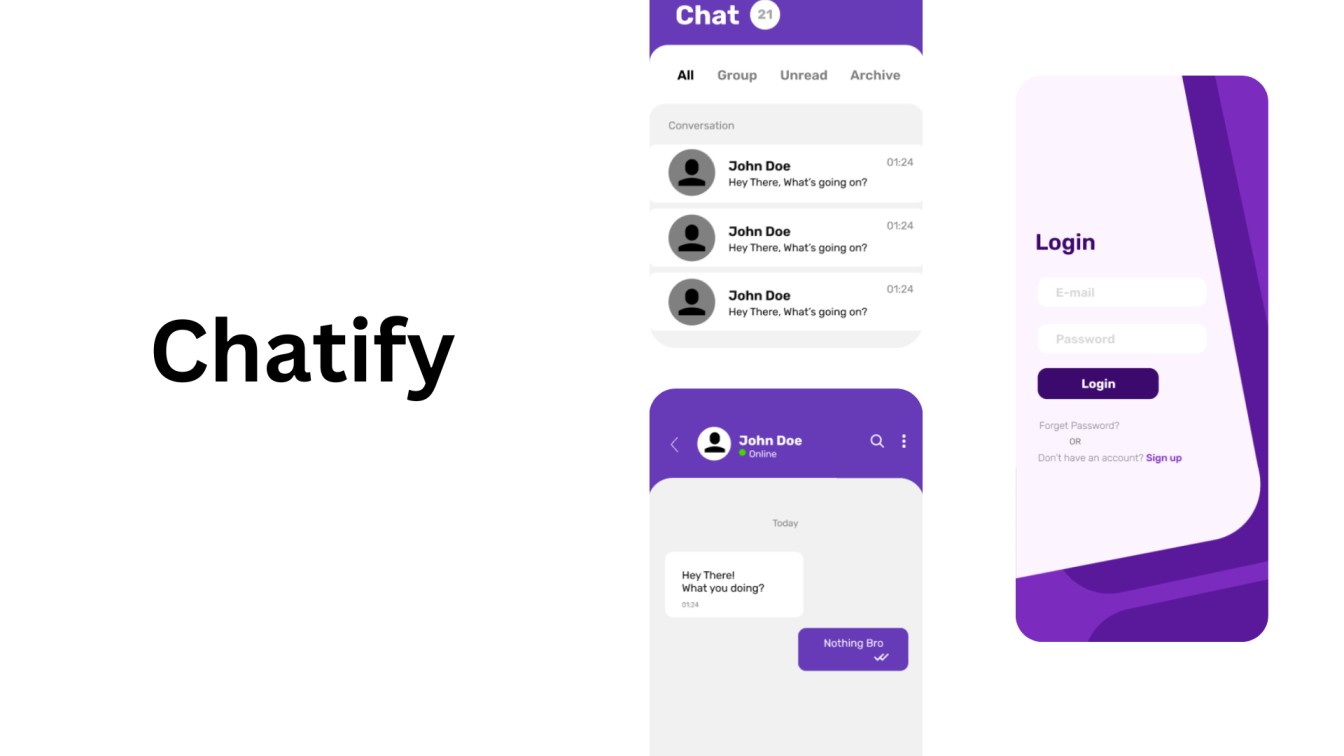 Chatify
Chat 21
All Group Unread Archive
Conversation
John Doe 01:24
Hey There, What's going on?
John Doe 01:24
Hey There, What's going on?
John Doe 01:24
Hey There, What's going on?
John Doe
Online
Today
Hey There!
What you doing?
01:24
Nothing Bro
Login
E-mail
Password
Login
Forget Password?
OR
Don't have an account? Sign up